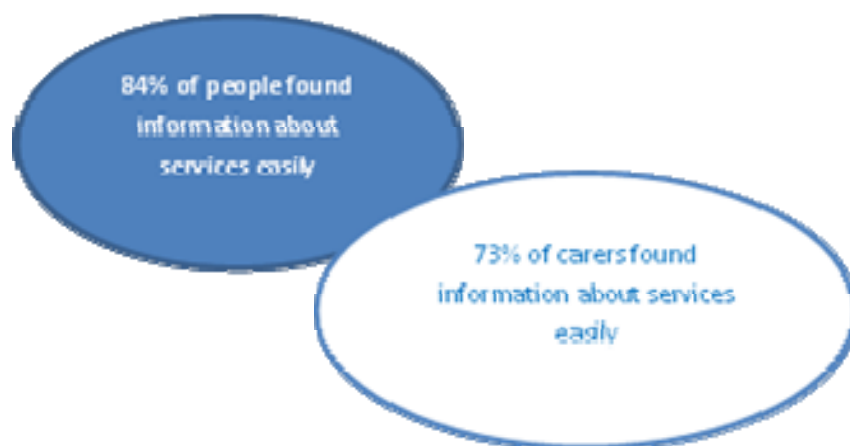 84% of people found
information about
services easily
73% of carers found
information about services
easily